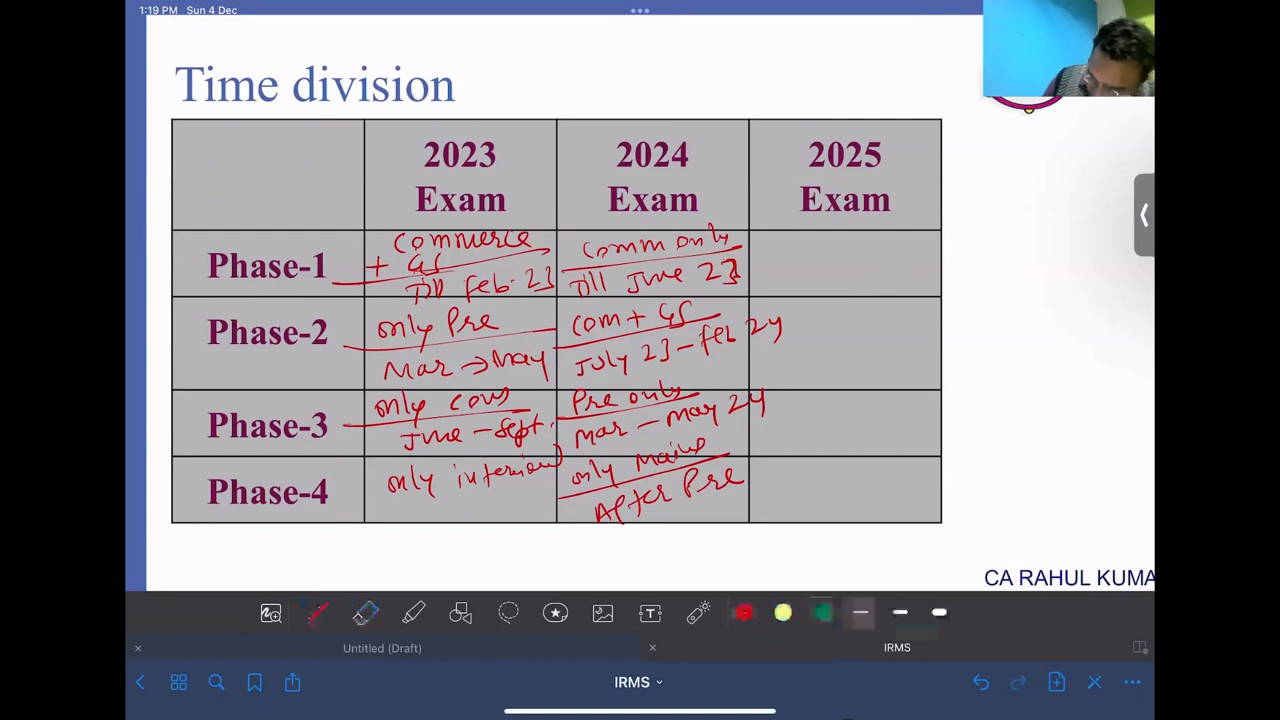 1:19 PM Sun 4 Dec
Time division
2023 Exam
2024 Exam
2025 Exam
Phase-1
Commerce
+ GS
Till Feb. 23
Comm only
Till June 23
Phase-2
only Pre
Mar → May
Com + GS
July 23 - Feb 24
Phase-3
only
June - Sept.
Pre only
Mar - May 24
Phase-4
only interview
only Mains
After Pre
CA RAHUL KUMA
Untitled (Draft)
IRMS
IRMS